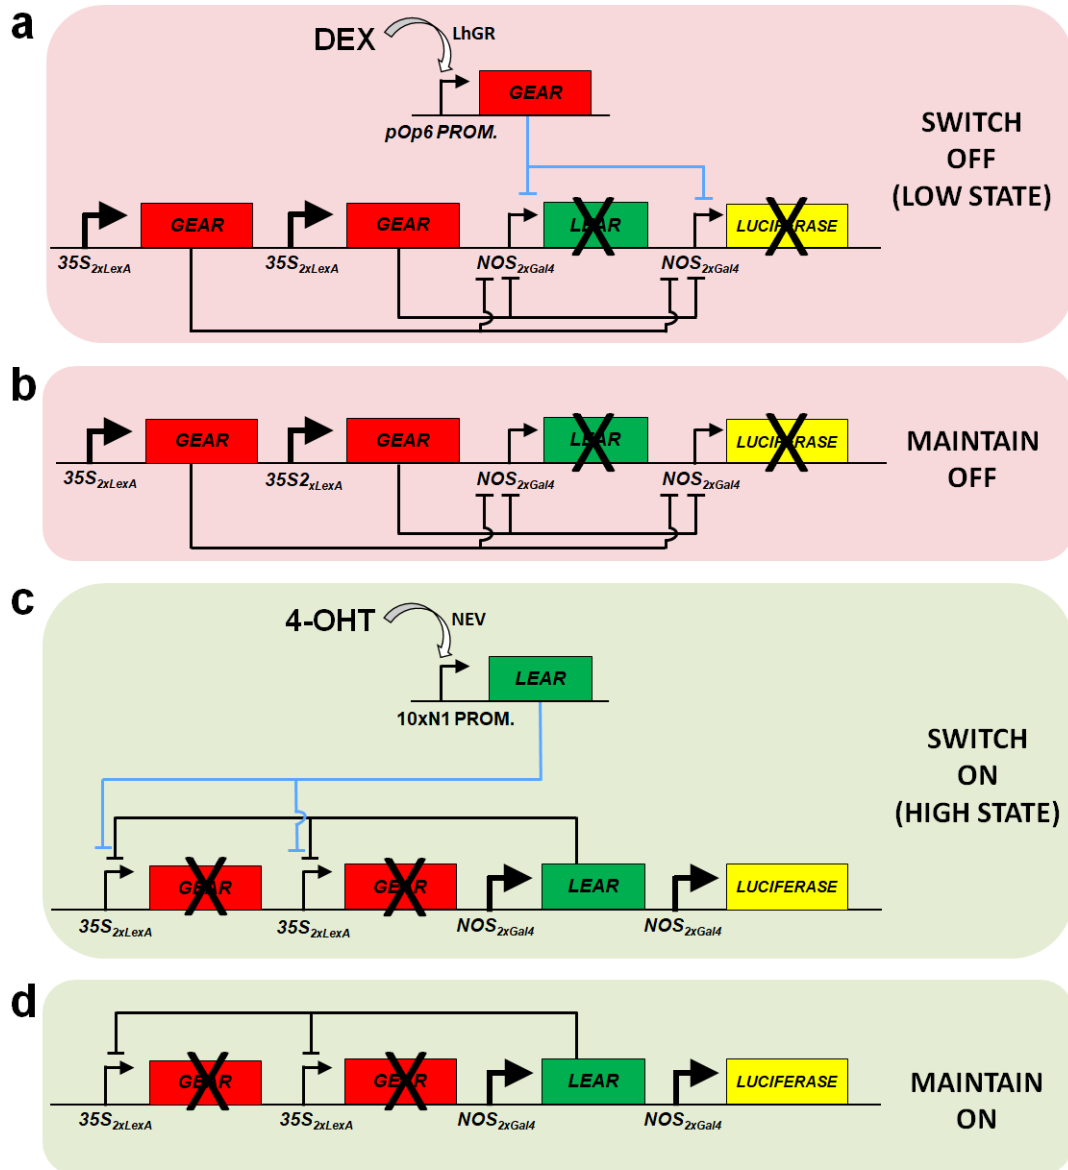 a
DEX
LhGR
GEAR
pOp6 PROM.
SWITCH
OFF
(LOW STATE)
GEAR
GEAR
LEAR
LUCIFERASE
35S2xLexA
35S2xLexA
NOS2xGal4
NOS2xGal4
b
GEAR
GEAR
LEAR
LUCIFERASE
35S2xLexA
35S2xLexA
NOS2xGal4
NOS2xGal4
MAINTAIN
OFF
c
4-OHT
NEV
LEAR
10xN1 PROM.
SWITCH
ON
(HIGH STATE)
GEAR
GEAR
LEAR
LUCIFERASE
35S2xLexA
35S2xLexA
NOS2xGal4
NOS2xGal4
d
GEAR
GEAR
LEAR
LUCIFERASE
35S2xLexA
35S2xLexA
NOS2xGal4
NOS2xGal4
MAINTAIN
ON